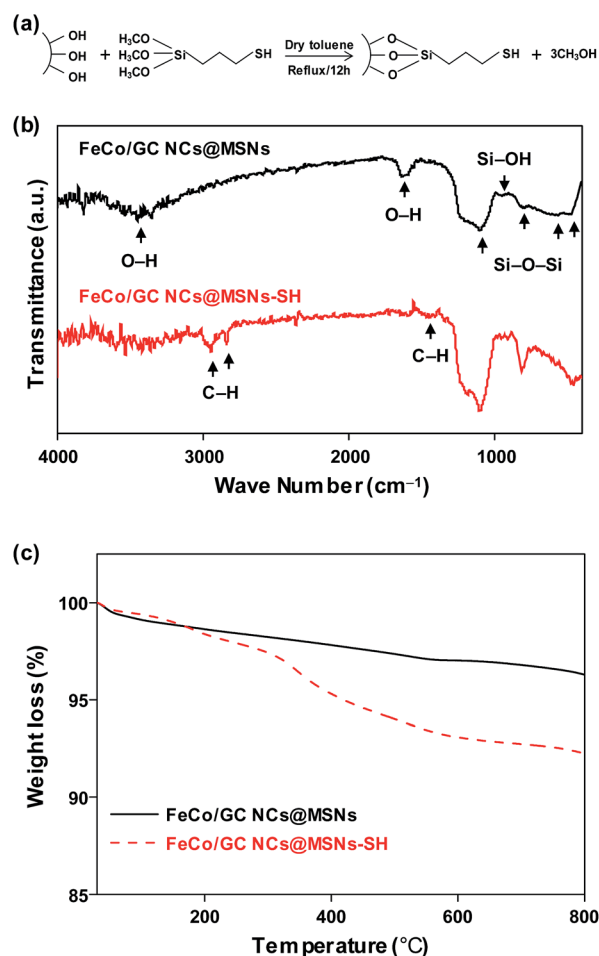 (a)
OH
OH
OH
+
H₃CO
H₃CO
H₃CO
Si
SH
Dry toluene
Reflux/12h
O
O
O
Si
SH
+ 3CH₃OH
(b)
FeCo/GC NCs@MSNs
Si–OH
O–H
O–H
Si–O–Si
FeCo/GC NCs@MSNs-SH
C–H
C–H
Transmittance (a.u.)
4000 3000 2000 1000
Wave Number (cm⁻¹)
(c)
100
95
90
85
Weight loss (%)
FeCo/GC NCs@MSNs
FeCo/GC NCs@MSNs-SH
200 400 600 800
Temperature (°C)